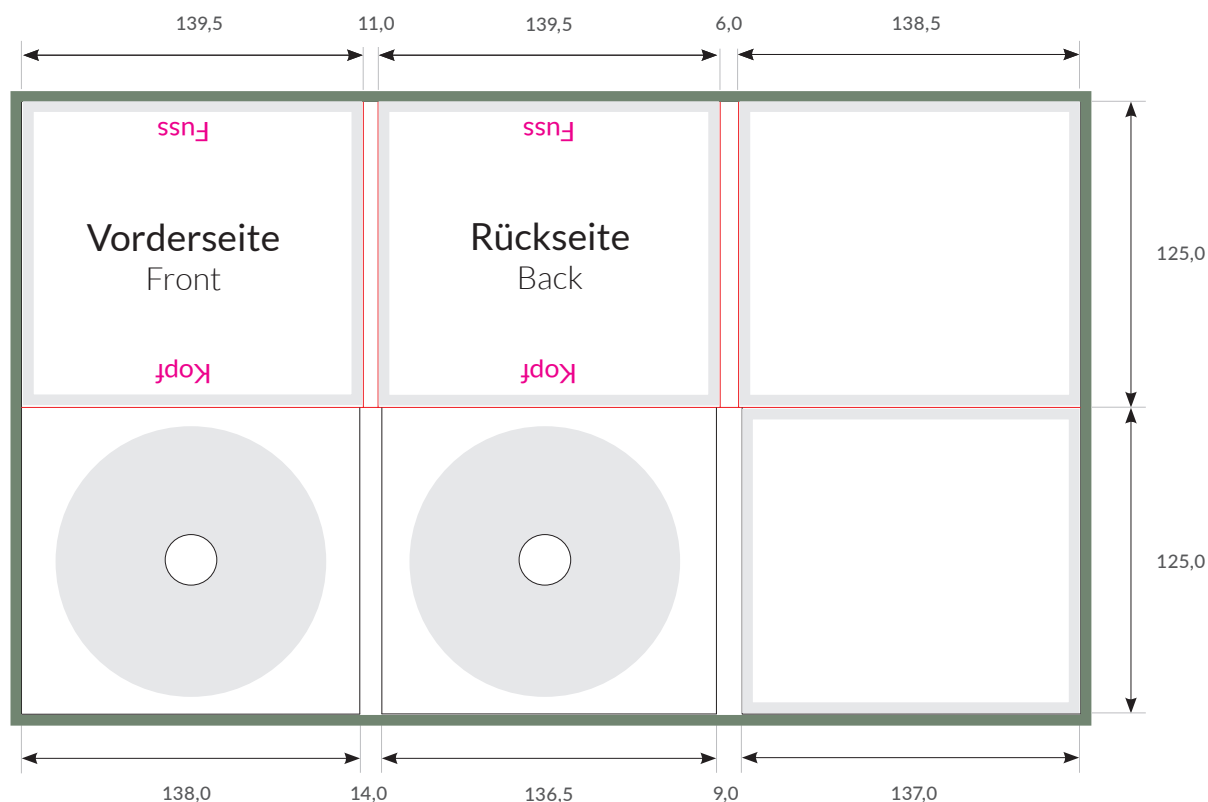 139,5 11,0 139,5 6,0 138,5
Fuss Fuss
Vorderseite Rückseite
Front Back
125,0
Kopf Kopf
125,0
138,0 14,0 136,5 9,0 137,0